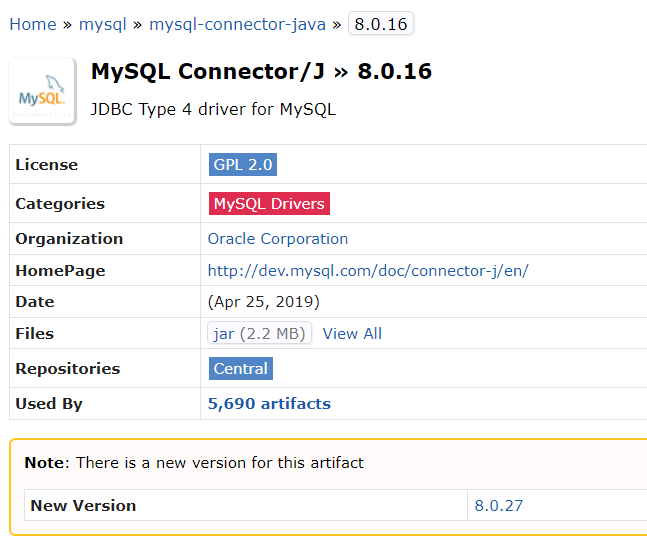 Home » mysql » mysql-connector-java » 8.0.16
MySQL
MySQL Connector/J » 8.0.16
JDBC Type 4 driver for MySQL
License GPL 2.0
Categories MySQL Drivers
Organization Oracle Corporation
HomePage http://dev.mysql.com/doc/connector-j/en/
Date (Apr 25, 2019)
Files jar (2.2 MB) View All
Repositories Central
Used By 5,690 artifacts
Note: There is a new version for this artifact
New Version 8.0.27